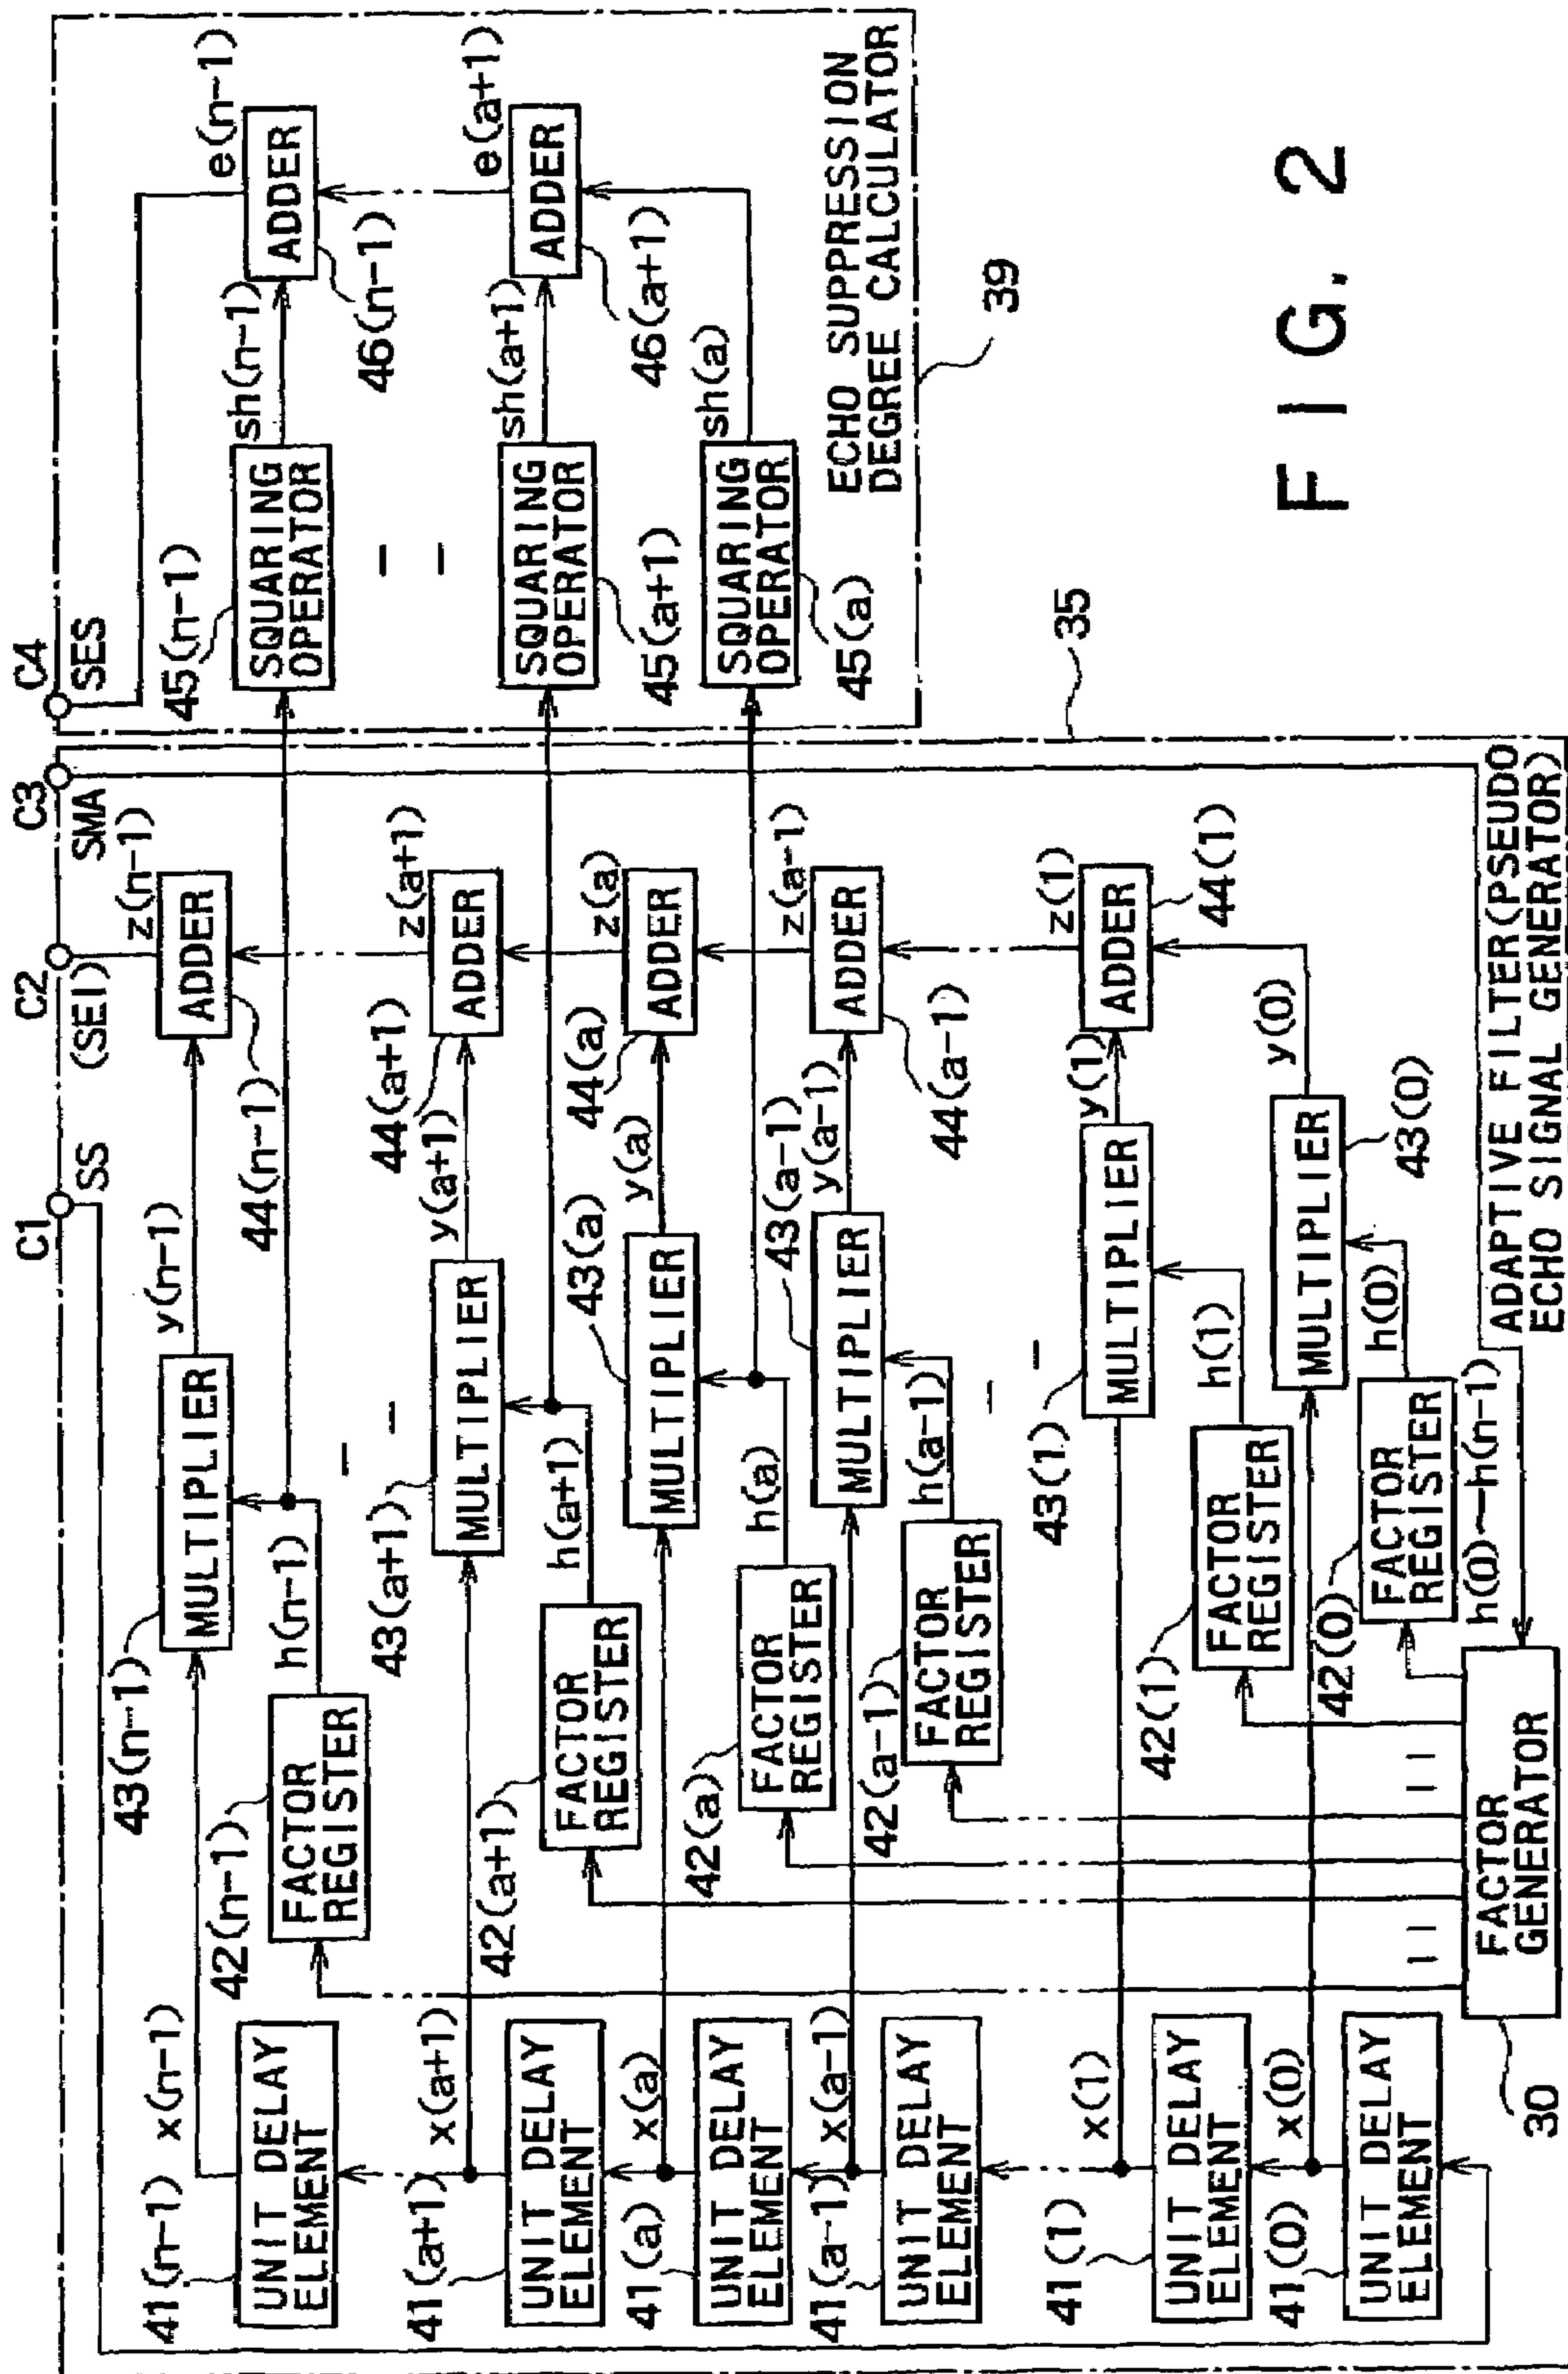 C1
SS
C2
(SEI)
C3
SMA
C4
SES
43(n-1)
x(n-1)
MULTIPLIER
y(n-1)
ADDER
z(n-1)
44(n-1)
41(n-1)
UNIT DELAY
ELEMENT
42(n-1)
FACTOR
REGISTER
h(n-1)
45(n-1)
SQUARING
OPERATOR
sh(n-1)
ADDER
e(n-1)
46(n-1)
x(a+1)
43(a+1)
MULTIPLIER
y(a+1)
44(a+1)
ADDER
z(a+1)
41(a+1)
UNIT DELAY
ELEMENT
42(a+1)
FACTOR
REGISTER
h(a+1)
SQUARING
OPERATOR
45(a+1)
sh(a+1)
ADDER
e(a+1)
46(a+1)
x(a)
43(a)
MULTIPLIER
y(a)
44(a)
ADDER
z(a)
41(a)
UNIT DELAY
ELEMENT
42(a)
FACTOR
REGISTER
h(a)
SQUARING
OPERATOR
45(a)
sh(a)
x(a-1)
43(a-1)
MULTIPLIER
y(a-1)
ADDER
z(a-1)
44(a-1)
41(a-1)
UNIT DELAY
ELEMENT
42(a-1)
FACTOR
REGISTER
h(a-1)
ECHO SUPPRESSION
DEGREE CALCULATOR
39
x(1)
43(1)
MULTIPLIER
y(1)
ADDER
z(1)
44(1)
41(1)
UNIT DELAY
ELEMENT
42(1)
FACTOR
REGISTER
h(1)
x(0)
MULTIPLIER
y(0)
43(0)
41(0)
UNIT DELAY
ELEMENT
42(0)
FACTOR
REGISTER
h(0)
h(0)~h(n-1)
30
FACTOR
GENERATOR
ADAPTIVE FILTER(PSEUDO
ECHO SIGNAL GENERATOR)
35
FIG. 2